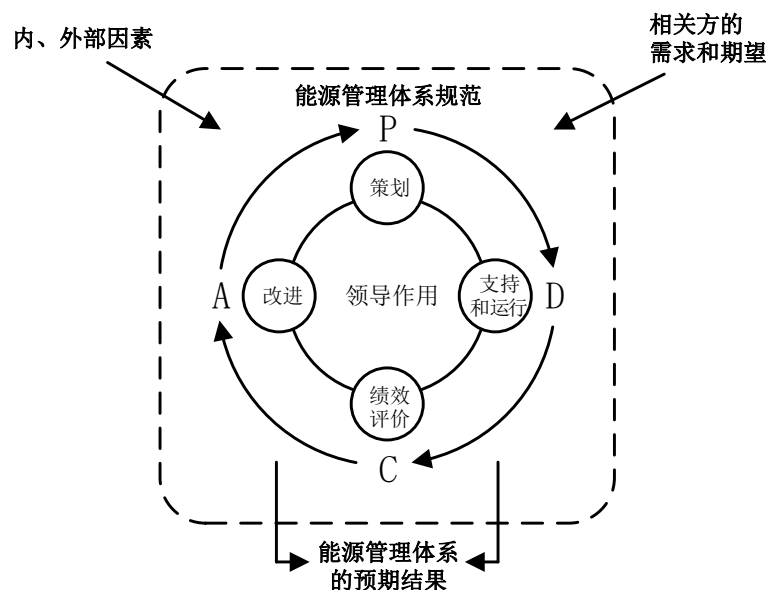 内、外部因素
相关方的
需求和期望
能源管理体系规范
P
策划
A
改进
领导作用
支持
和运行
D
绩效
评价
C
能源管理体系
的预期结果